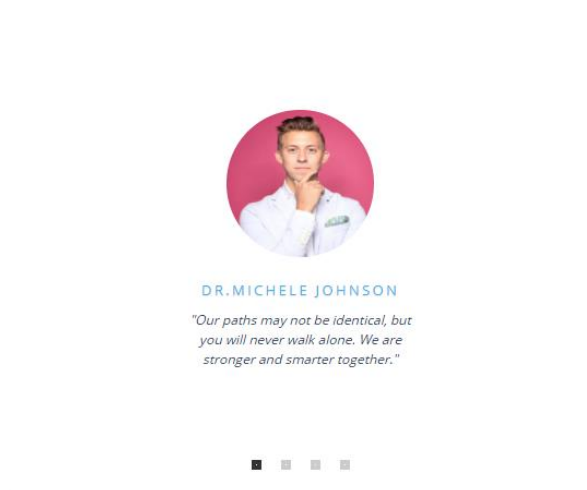 DR.MICHELE JOHNSON
"Our paths may not be identical, but
you will never walk alone. We are
stronger and smarter together."